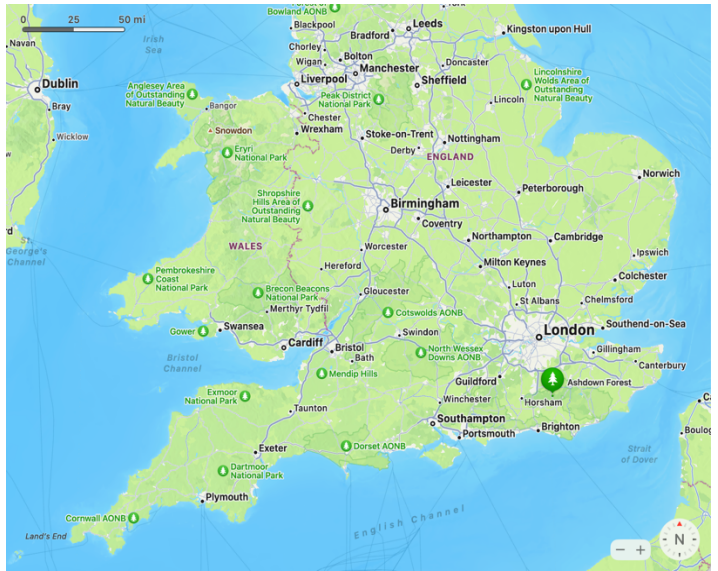 0 25 50 mi
Bowland AONB
Leeds
Blackpool
Bradford
Kingston upon Hull
Navan
Irish
Sea
Chorley
Bolton
Wigan
Manchester
Doncaster
Dublin
Liverpool
Sheffield
Lincolnshire
Wolds Area of
Outstanding
Natural Beauty
Anglesey Area
of Outstanding
Natural Beauty
Peak District
National Park
Lincoln
Bray
Bangor
Chester
Wrexham
Snowdon
Stoke-on-Trent
Nottingham
Wicklow
Eryri
National Park
Derby
ENGLAND
Norwich
Shropshire
Hills Area of
Outstanding
Natural Beauty
Leicester
Peterborough
Birmingham
Coventry
St.
George's
Channel
WALES
Worcester
Northampton
Cambridge
Ipswich
Hereford
Milton Keynes
Pembrokeshire
Coast
National Park
Brecon Beacons
National Park
Gloucester
Luton
Colchester
Merthyr Tydfil
St Albans
Chelmsford
Cotswolds AONB
Gower
Swansea
Swindon
London
Southend-on-Sea
Cardiff
Bristol
Bath
North Wessex
Downs AONB
Gillingham
Bristol
Channel
Canterbury
Mendip Hills
Guildford
Ashdown Forest
Exmoor
National Park
Winchester
Horsham
Taunton
Southampton
Portsmouth
Brighton
Exeter
Dorset AONB
Strait
of Dover
Dartmoor
National Park
Plymouth
Cornwall AONB
English Channel
Land's End
N
− +